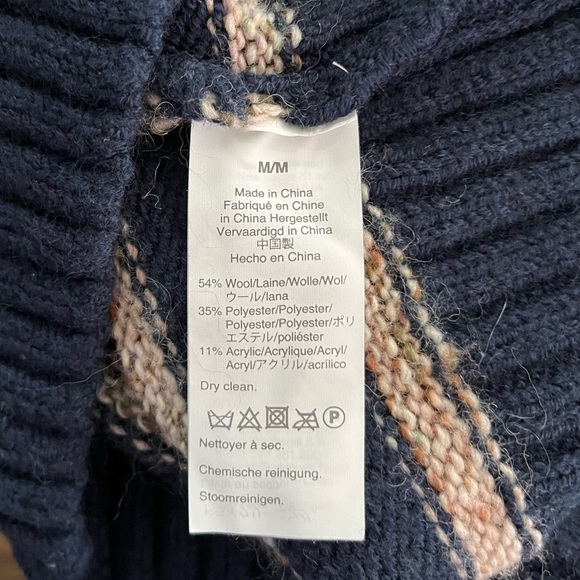 M/M
Made in China
Fabriqué en Chine
in China Hergestellt
Vervaardigd in China
中国製
Hecho en China
54% Wool/Laine/Wolle/Wol/
ウール/lana
35% Polyester/Polyester/
Polyester/Polyester/ポリ
エステル/poliéster
11% Acrylic/Acrylique/Acryl/
Acryl/アクリル/acrílico
Dry clean.
P
Nettoyer à sec.
Chemische reinigung.
Stoomreinigen.